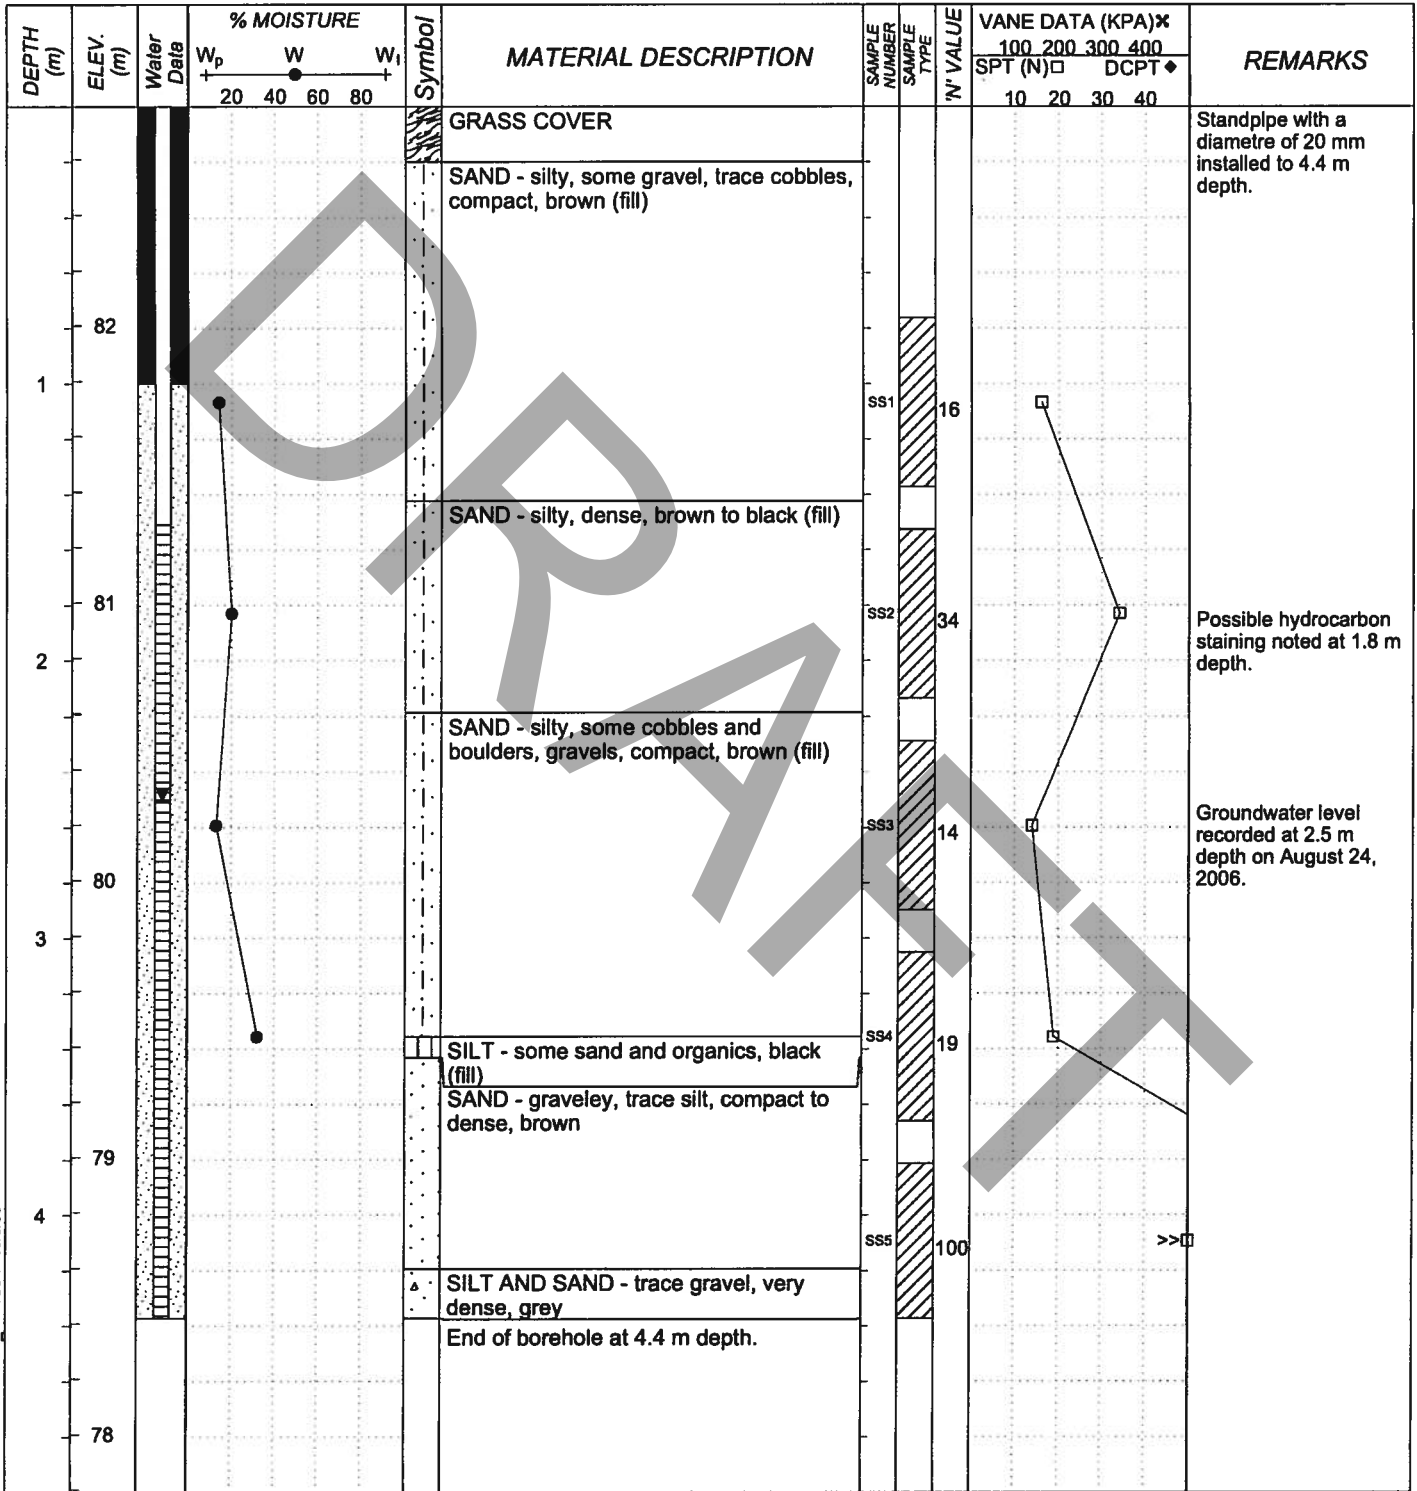 DEPTH (m)
ELEV. (m)
Water Data
% MOISTURE
Wp W Wl
20 40 60 80
Symbol
MATERIAL DESCRIPTION
SAMPLE NUMBER
SAMPLE TYPE
'N' VALUE
VANE DATA (KPA)✖
100 200 300 400
SPT (N)□ DCPT◆
10 20 30 40
REMARKS
GRASS COVER
Standpipe with a
diametre of 20 mm
installed to 4.4 m
depth.
SAND - silty, some gravel, trace cobbles,
compact, brown (fill)
82
1
SS1
16
SAND - silty, dense, brown to black (fill)
81
SS2
34
Possible hydrocarbon
staining noted at 1.8 m
depth.
2
SAND - silty, some cobbles and
boulders, gravels, compact, brown (fill)
SS3
14
Groundwater level
recorded at 2.5 m
depth on August 24,
2006.
80
3
SS4
19
SILT - some sand and organics, black
(fill)
SAND - graveley, trace silt, compact to
dense, brown
79
4
SS5
100
>>
SILT AND SAND - trace gravel, very
dense, grey
End of borehole at 4.4 m depth.
78
DRAFT